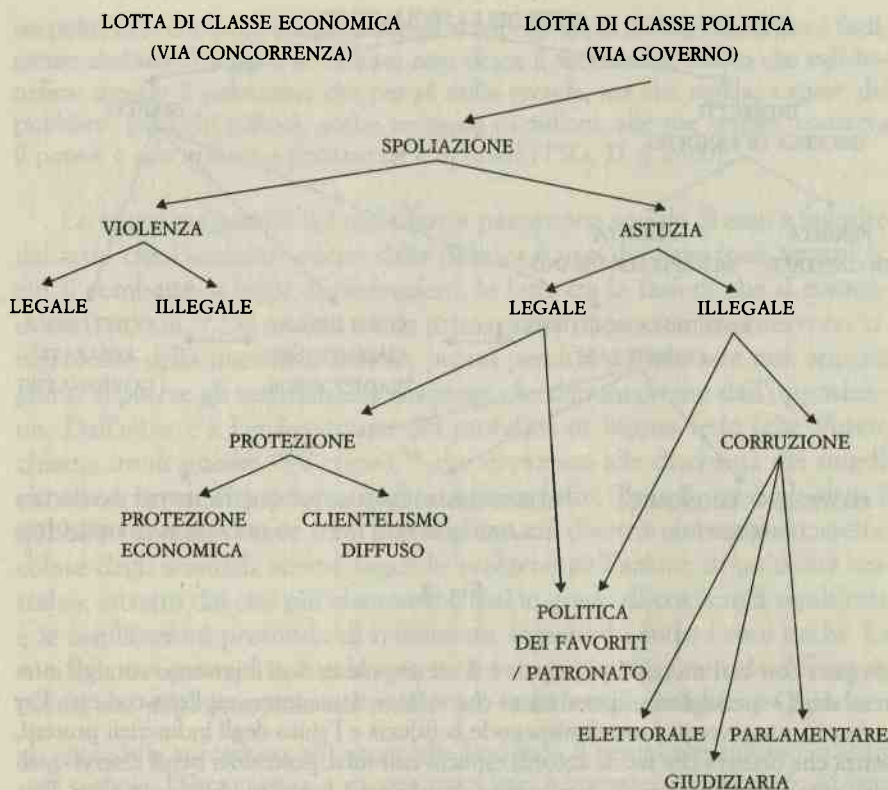 LOTTA DI CLASSE ECONOMICA
(VIA CONCORRENZA)
LOTTA DI CLASSE POLITICA
(VIA GOVERNO)
SPOLIAZIONE
VIOLENZA
ASTUZIA
LEGALE
ILLEGALE
LEGALE
ILLEGALE
PROTEZIONE
CORRUZIONE
PROTEZIONE
ECONOMICA
CLIENTELISMO
DIFFUSO
POLITICA
DEI FAVORITI
/ PATRONATO
ELETTORALE
PARLAMENTARE
GIUDIZIARIA